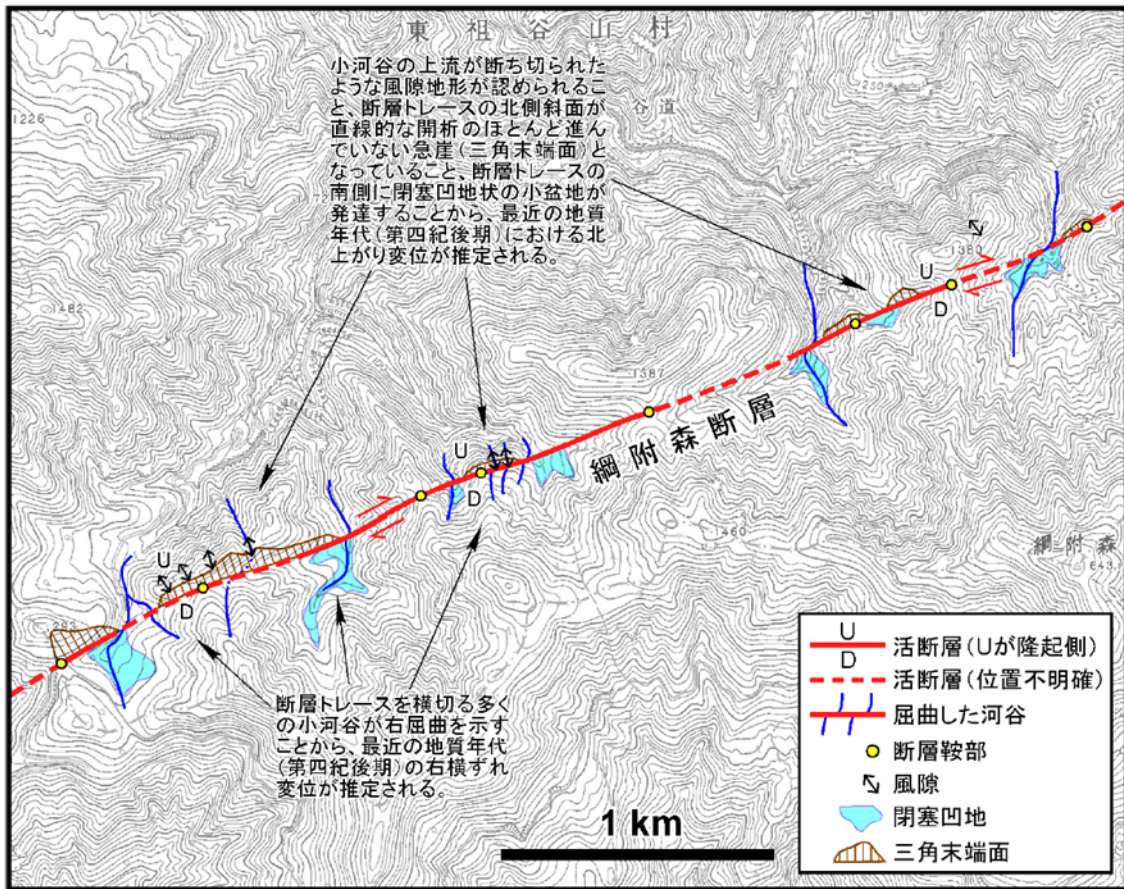 東祖谷山村
小河谷の上流が断ち切られた
ような風隙地形が認められるこ
と、断層トレースの北側斜面が
直線的な開析のほとんど進ん
でいない急崖(三角末端面)と
なっていること、断層トレースの
南側に閉塞凹地状の小盆地が
発達することから、最近の地質
年代(第四紀後期)における北
上がり変位が推定される。
谷道
1226
1482
1380
U
D
1387
綱附森断層
U
D
1460
綱附森
U
D
293
断層トレースを横切る多く
の小河谷が右屈曲を示す
ことから、最近の地質年代
(第四紀後期)の右横ずれ
変位が推定される。
1 km
U
活断層(Uが隆起側)
D
活断層(位置不明確)
屈曲した河谷
断層鞍部
風隙
閉塞凹地
三角末端面